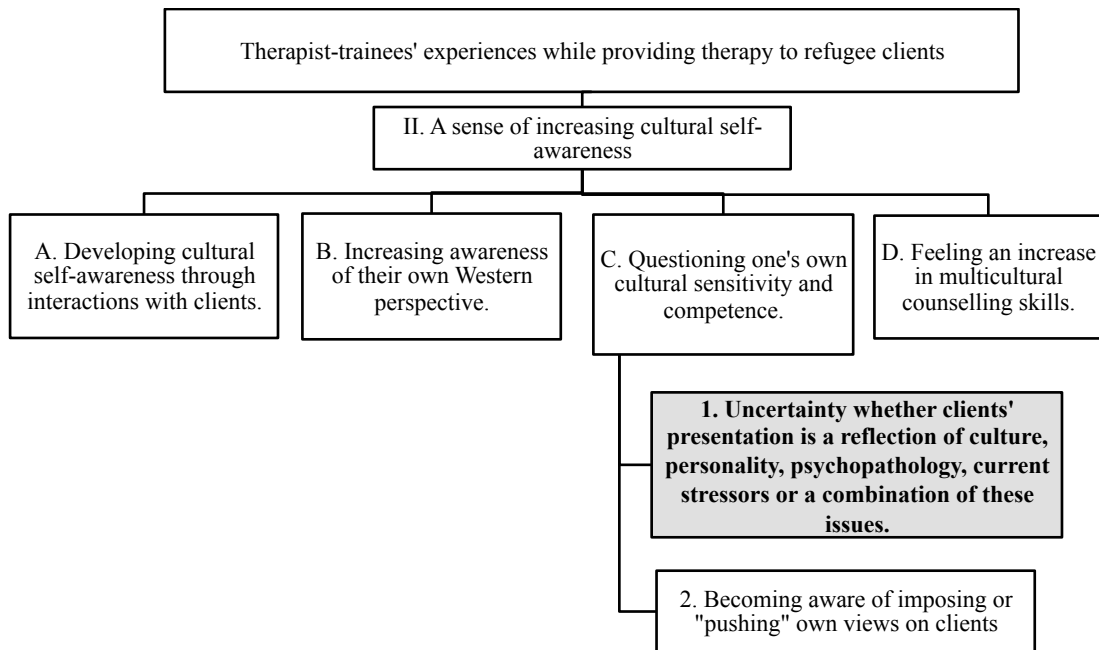 Therapist-trainees' experiences while providing therapy to refugee clients
II. A sense of increasing cultural self-
awareness
A. Developing cultural
self-awareness through
interactions with clients.
B. Increasing awareness
of their own Western
perspective.
C. Questioning one's own
cultural sensitivity and
competence.
D. Feeling an increase
in multicultural
counselling skills.
1. Uncertainty whether clients'
presentation is a reflection of culture,
personality, psychopathology, current
stressors or a combination of these
issues.
2. Becoming aware of imposing or
"pushing" own views on clients